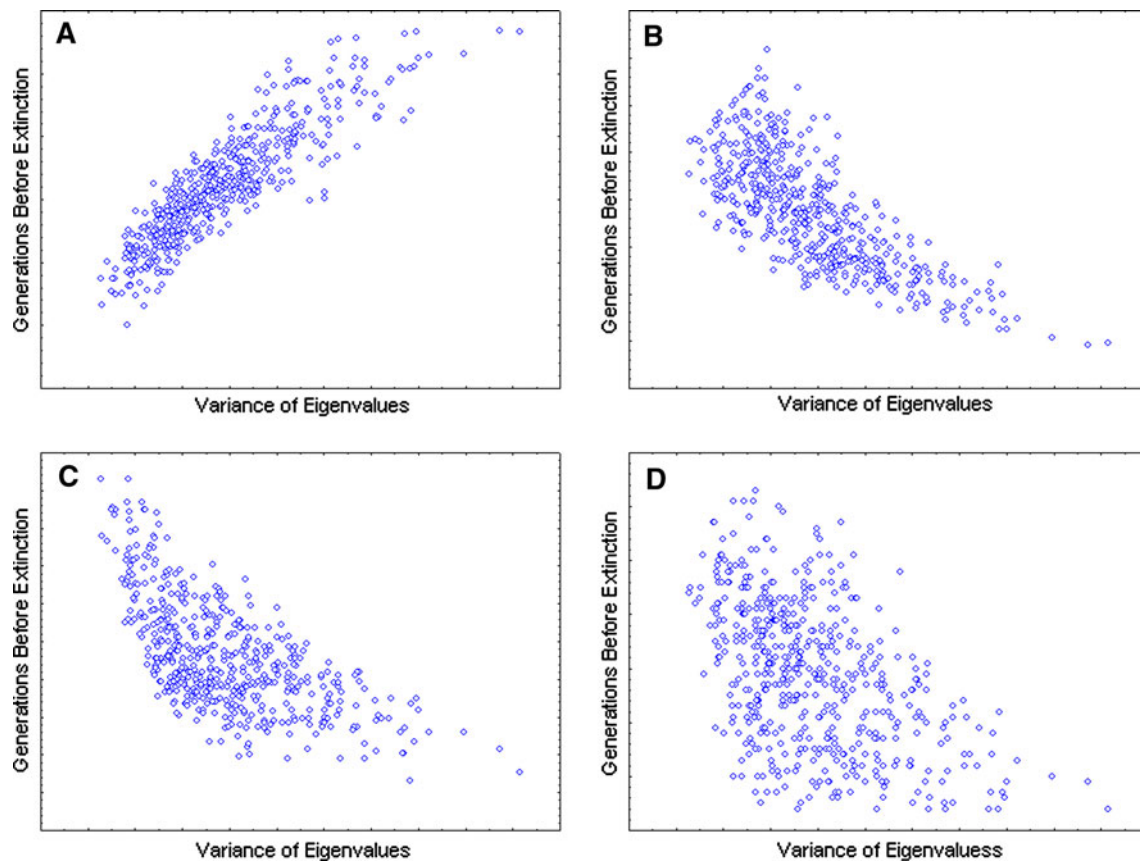 A
Generations Before Extinction
Variance of Eigenvalues
B
Generations Before Extinction
Variance of Eigenvalues
C
Generations Before Extinction
Variance of Eigenvalues
D
Generations Before Extinction
Variance of Eigenvaluess